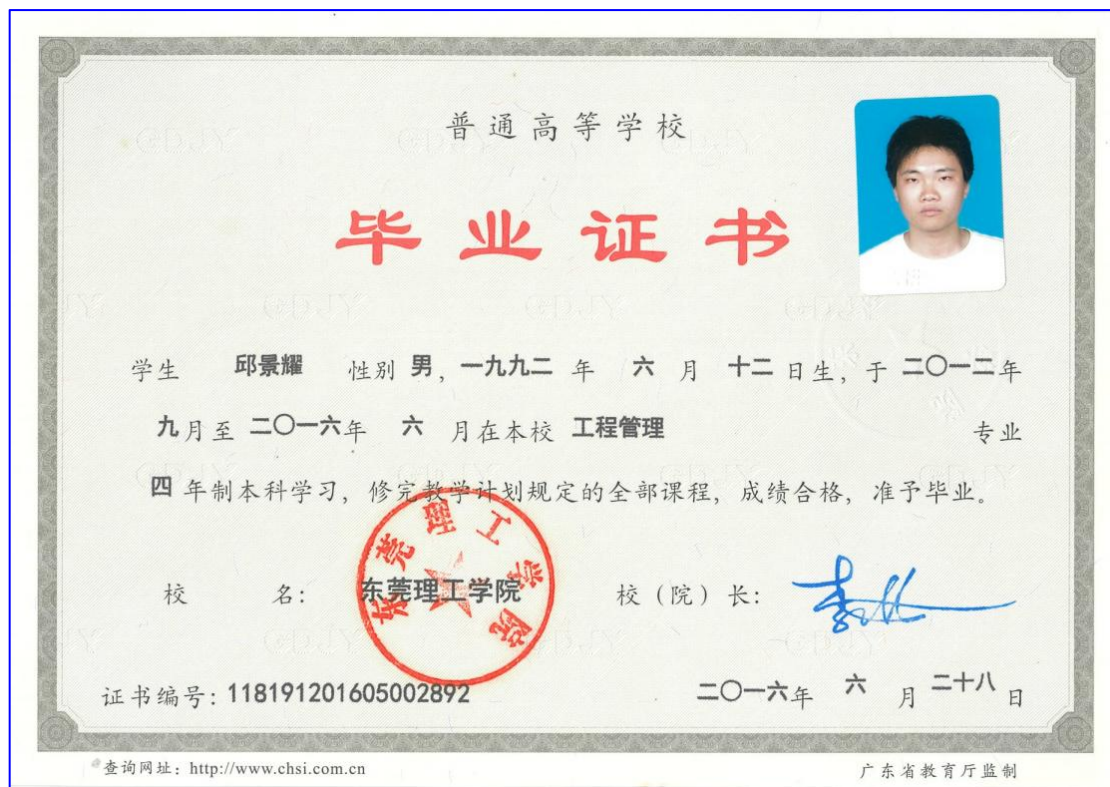 普通高等学校
毕业证书
学生 邱景耀 性别 男，一九九二 年 六 月 十二 日生，于 二〇一二年
九月至 二〇一六年 六 月在本校 工程管理 专业
四 年制本科学习，修完教学计划规定的全部课程，成绩合格，准予毕业。
东莞理工学院
校 名： 东莞理工学院 校（院）长：
证书编号：118191201605002892 二〇一六年 六 月 二十八 日
查询网址：http://www.chsi.com.cn 广东省教育厅监制